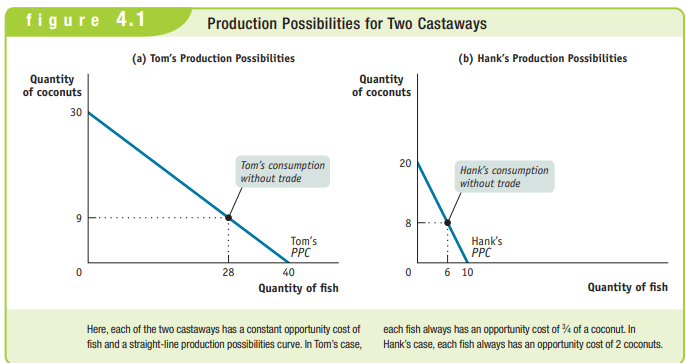 figure 4.1
Production Possibilities for Two Castaways
(a) Tom's Production Possibilities
Quantity
of coconuts
30
9
0
28
40
Tom's consumption
without trade
Tom's
PPC
Quantity of fish
(b) Hank's Production Possibilities
Quantity
of coconuts
20
8
0
6
10
Hank's consumption
without trade
Hank's
PPC
Quantity of fish
Here, each of the two castaways has a constant opportunity cost of
fish and a straight-line production possibilities curve. In Tom's case,
each fish always has an opportunity cost of ¾ of a coconut. In
Hank's case, each fish always has an opportunity cost of 2 coconuts.